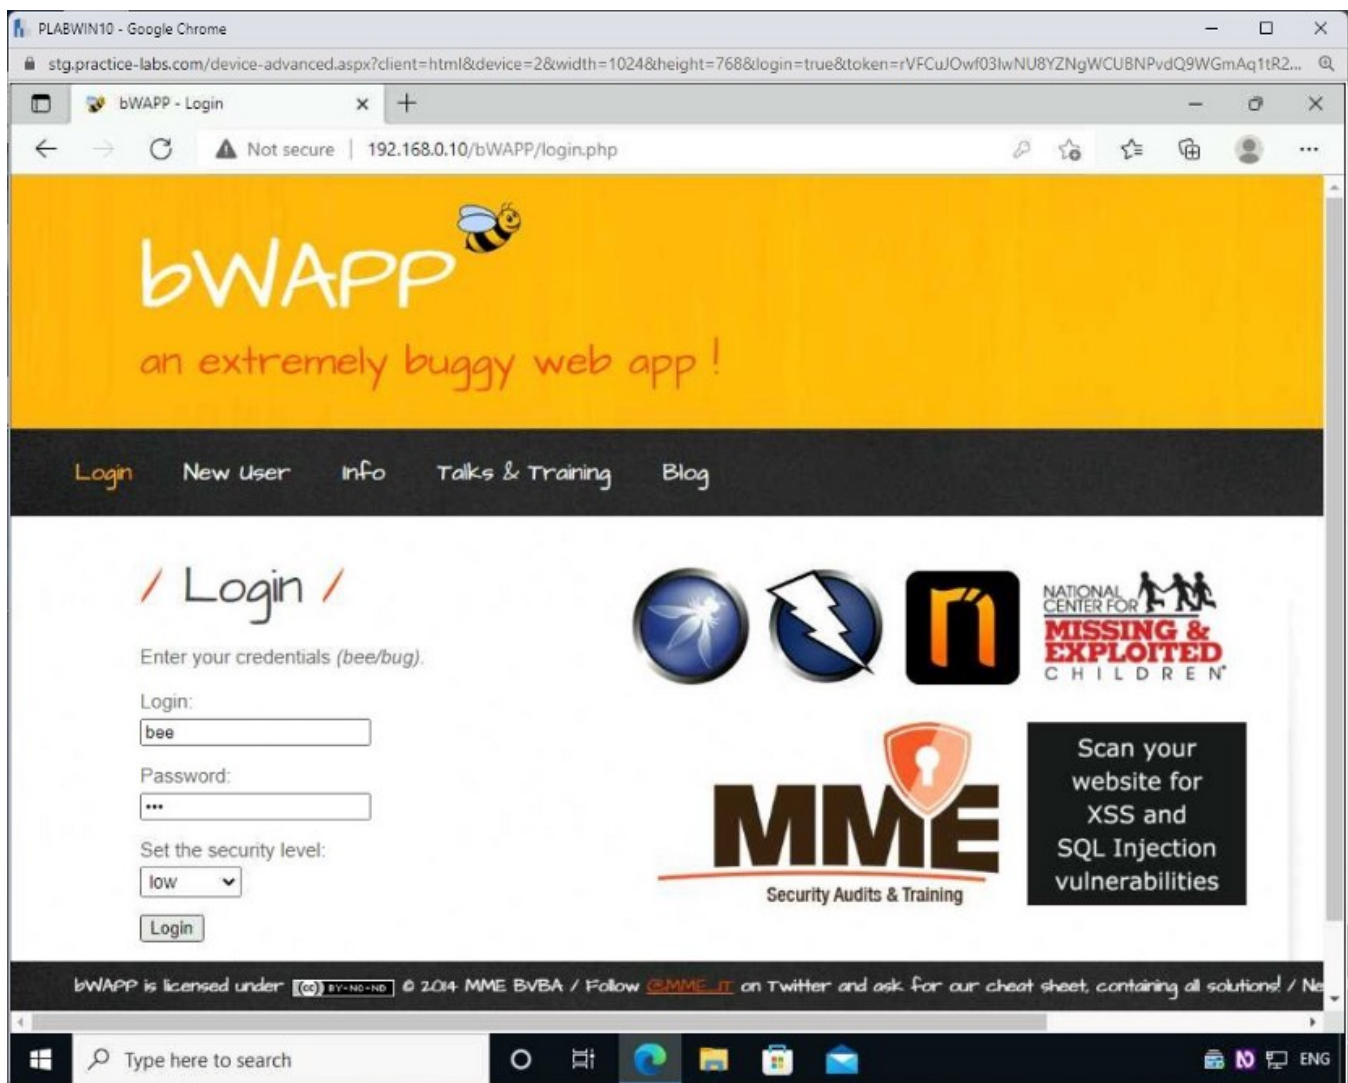 PLABWIN10 - Google Chrome
stg.practice-labs.com/device-advanced.aspx?client=html&device=2&width=1024&height=768&login=true&token=rVFCuJOwf03IwNU8YZNgWCUBNPvdQ9WGmAq1tR2...
bWAPP - Login
Not secure | 192.168.0.10/bWAPP/login.php
bWAPP
an extremely buggy web app !
Login New User Info Talks & Training Blog
/ Login /
Enter your credentials (bee/bug).
Login:
bee
Password:
•••
Set the security level:
low
Login
n
NATIONAL
CENTER FOR
MISSING &
EXPLOITED
CHILDREN®
MME
Security Audits & Training
Scan your
website for
XSS and
SQL Injection
vulnerabilities
bWAPP is licensed under (cc) BY-NC-ND © 2014 MME BVBA / Follow @MME_IT on Twitter and ask for our cheat sheet, containing all solutions! / Ne
Type here to search
ENG